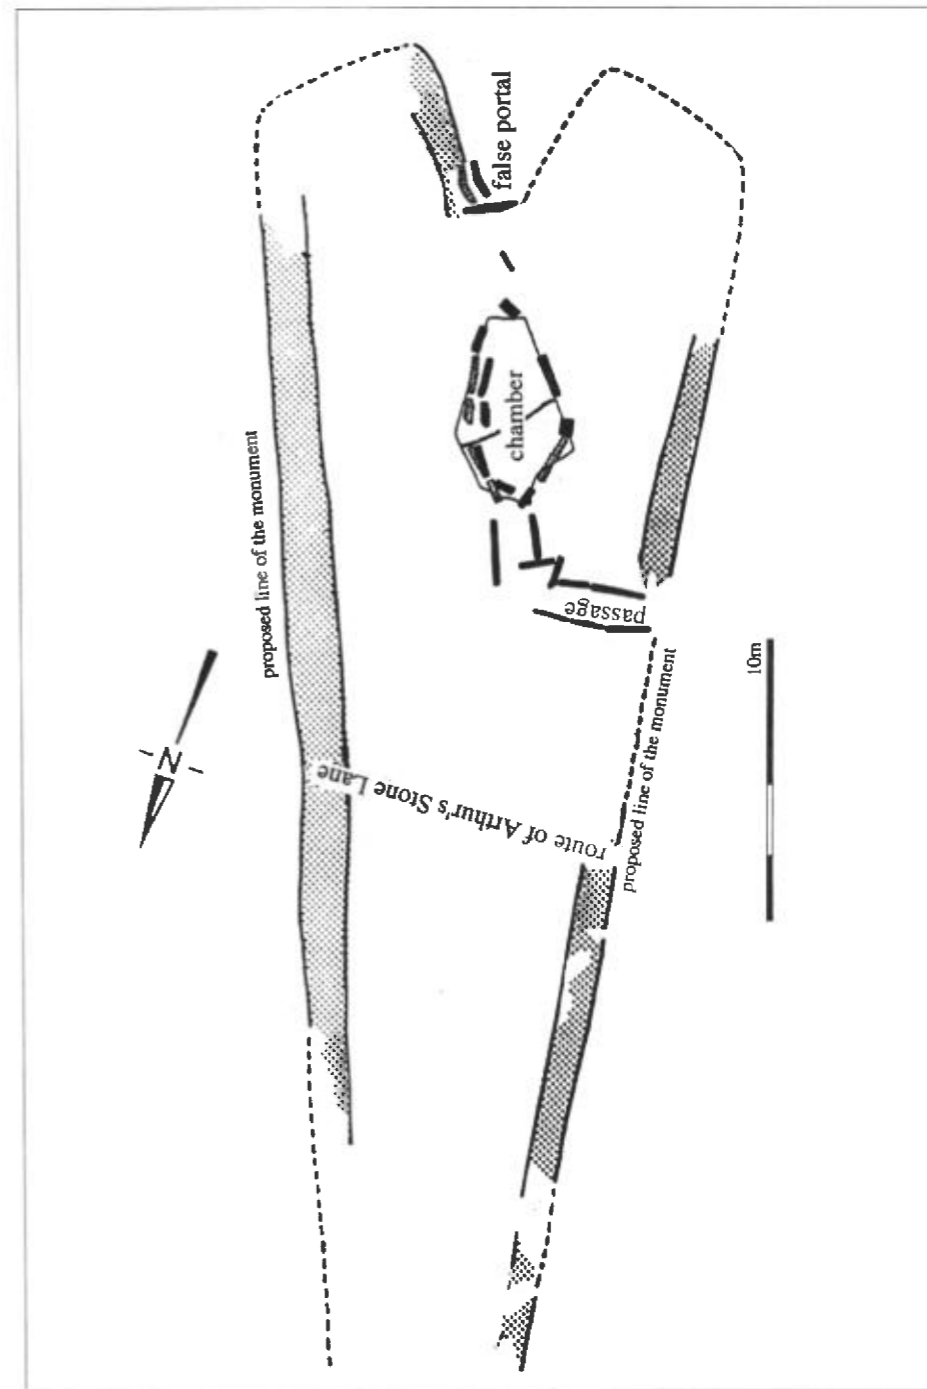 false portal
chamber
proposed line of the monument
passage
proposed line of the monument
10m
N
route of Arthur's Stone Lane